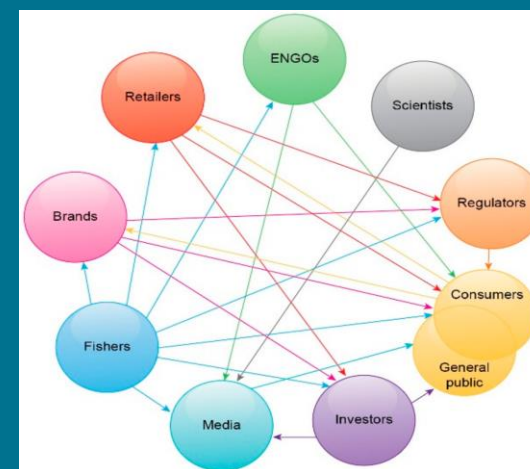 ENGOs
Retailers
Scientists
Regulators
Brands
Consumers
Fishers
General
public
Media
Investors